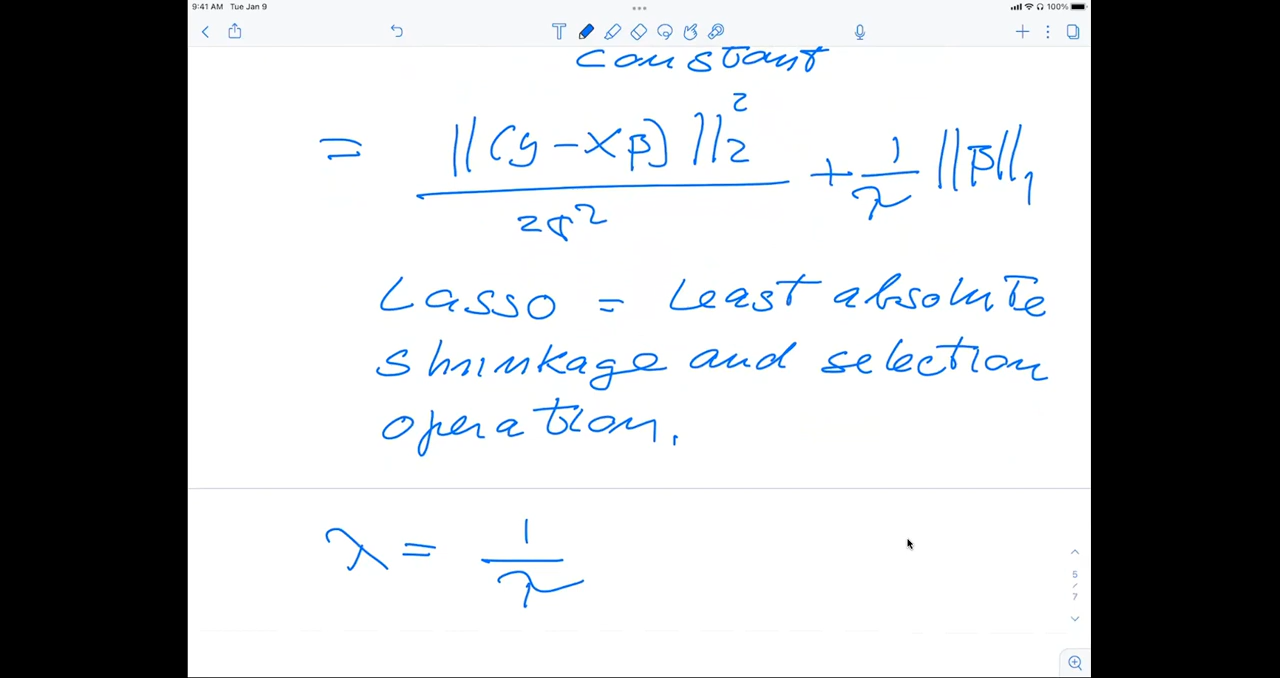 9:41 AM Tue Jan 9
100%
constant
= ||(y - Xβ)||₂² / 2σ² + 1/τ ||β||₁
Lasso = Least absolute
shrinkage and selection
operation.
λ = 1/τ
5
/
7